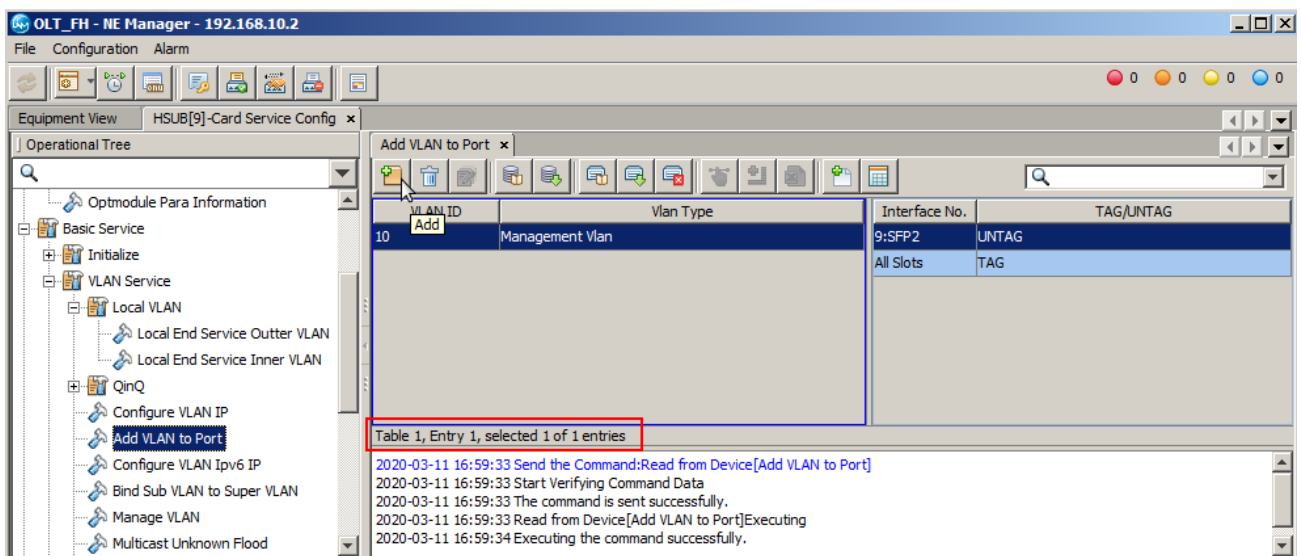 OLT_FH - NE Manager - 192.168.10.2
File Configuration Alarm
0 0 0 0
Equipment View HSUB[9]-Card Service Config
Operational Tree
Add VLAN to Port
VLAN ID Vlan Type Interface No. TAG/UNTAG
Add
10 Management Vlan 9:SFP2 UNTAG
All Slots TAG
Optmodule Para Information
Basic Service
Initialize
VLAN Service
Local VLAN
Local End Service Outter VLAN
Local End Service Inner VLAN
QinQ
Configure VLAN IP
Add VLAN to Port
Configure VLAN Ipv6 IP
Bind Sub VLAN to Super VLAN
Manage VLAN
Multicast Unknown Flood
Table 1, Entry 1, selected 1 of 1 entries
2020-03-11 16:59:33 Send the Command:Read from Device[Add VLAN to Port]
2020-03-11 16:59:33 Start Verifying Command Data
2020-03-11 16:59:33 The command is sent successfully.
2020-03-11 16:59:33 Read from Device[Add VLAN to Port]Executing
2020-03-11 16:59:34 Executing the command successfully.